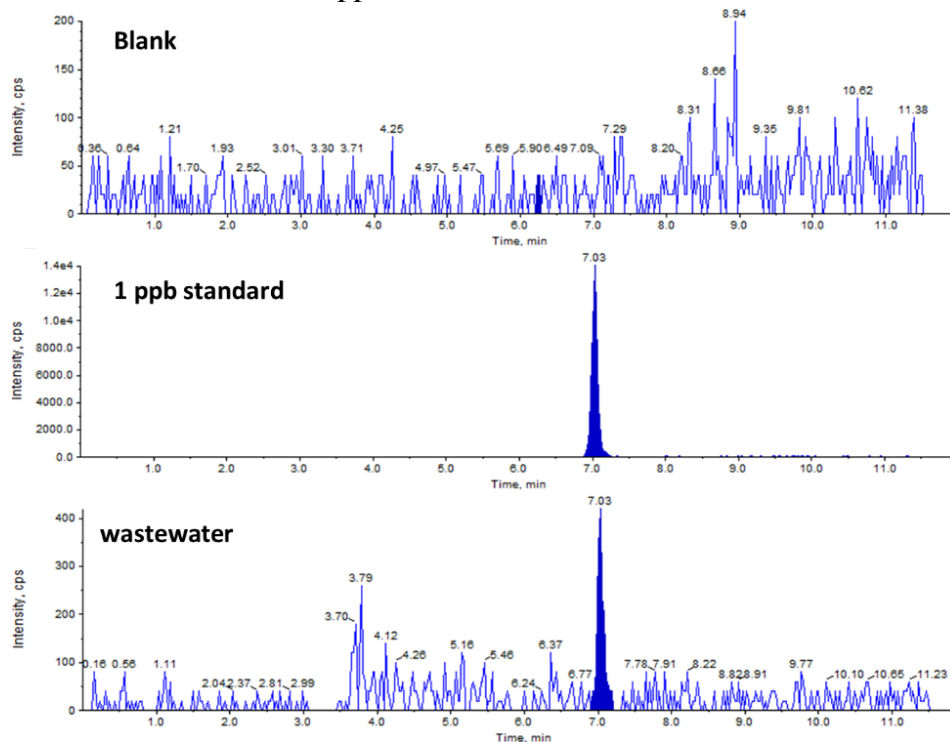 Blank
Intensity, cps
200
150
100
50
0
0.36 0.64 1.21 1.70 1.93 2.52 3.01 3.30 3.71 4.25 4.97 5.47 5.69 5.90 6.49 7.09 7.29 8.20 8.31 8.66 8.94 9.35 9.81 10.62 11.38
1.0 2.0 3.0 4.0 5.0 6.0 7.0 8.0 9.0 10.0 11.0
Time, min
1 ppb standard
Intensity, cps
1.4e4
1.2e4
1.0e4
8000.0
6000.0
4000.0
2000.0
0.0
7.03
1.0 2.0 3.0 4.0 5.0 6.0 7.0 8.0 9.0 10.0 11.0
Time, min
wastewater
Intensity, cps
400
300
200
100
0
0.16 0.56 1.11 2.04 2.37 2.81 2.99 3.70 3.79 4.12 4.26 5.16 5.46 6.24 6.37 6.77 7.03 7.78 7.91 8.22 8.82 8.91 9.77 10.10 10.65 11.23
1.0 2.0 3.0 4.0 5.0 6.0 7.0 8.0 9.0 10.0 11.0
Time, min